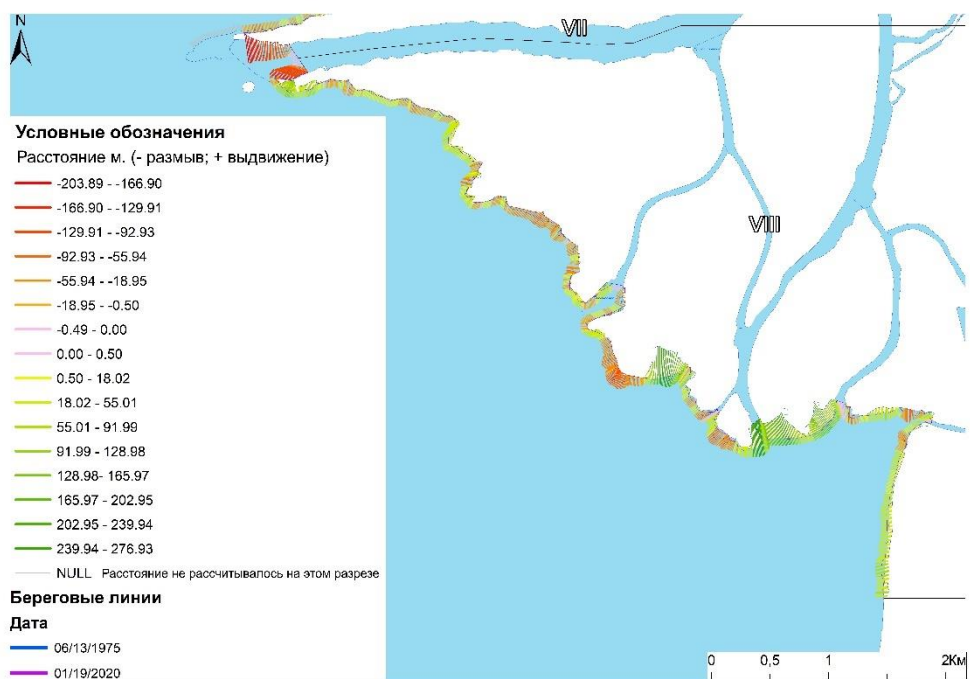 N
VII
Условные обозначения
Расстояние м. (- размыв; + выдвижение)
-203.89 - -166.90
-166.90 - -129.91
-129.91 - -92.93
-92.93 - -55.94
-55.94 - -18.95
-18.95 - -0.50
-0.49 - 0.00
0.00 - 0.50
0.50 - 18.02
18.02 - 55.01
55.01 - 91.99
91.99 - 128.98
128.98- 165.97
165.97 - 202.95
202.95 - 239.94
239.94 - 276.93
NULL Расстояние не рассчитывалось на этом разрезе
VIII
Береговые линии
Дата
06/13/1975
01/19/2020
0 0,5 1 2Км